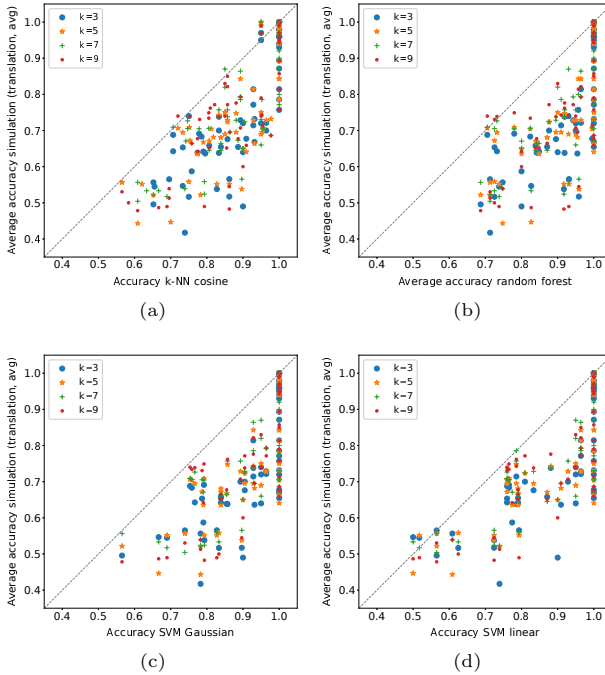 Average accuracy simulation (translation, avg)
1.0
0.9
0.8
0.7
0.6
0.5
0.4
k=3
k=5
k=7
k=9
0.4 0.5 0.6 0.7 0.8 0.9 1.0
Accuracy k-NN cosine
(a)
Average accuracy simulation (translation, avg)
1.0
0.9
0.8
0.7
0.6
0.5
0.4
k=3
k=5
k=7
k=9
0.4 0.5 0.6 0.7 0.8 0.9 1.0
Average accuracy random forest
(b)
Average accuracy simulation (translation, avg)
1.0
0.9
0.8
0.7
0.6
0.5
0.4
k=3
k=5
k=7
k=9
0.4 0.5 0.6 0.7 0.8 0.9 1.0
Accuracy SVM Gaussian
(c)
Average accuracy simulation (translation, avg)
1.0
0.9
0.8
0.7
0.6
0.5
0.4
k=3
k=5
k=7
k=9
0.4 0.5 0.6 0.7 0.8 0.9 1.0
Accuracy SVM linear
(d)